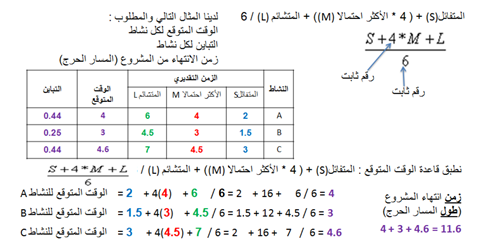 المتفائل(S) + ( 4 * الأكثر احتمالا (M)) + المتشائم (L) / 6
S+4*M+L
6
رقم ثابت
رقم ثابت
لدينا المثال التالي والمطلوب :
الوقت المتوقع لكل نشاط
التباين لكل نشاط
زمن الانتهاء من المشروع (المسار الحرج)
النشاط الزمن التقديري الوقت المتوقع التباين
المتفائلS الأكثر احتمالا M المتشائم L
A 2 4 6 4 0.44
B 1.5 3 4.5 3 0.25
C 3 4.5 7 4.6 0.44
نطبق قاعدة الوقت المتوقع : المتفائل(S) + ( 4 * الأكثر احتمالا (M)) + المتشائم (L) /
S+4*M+L
6
الوقت المتوقع للنشاط A = 2 + 4(4) + 6 / 6 = 2 + 16 + 6 / 6 = 4
الوقت المتوقع للنشاط B = 1.5 + 4(3) + 4.5 / 6 = 1.5 + 12 + 4.5 / 6 = 3
الوقت المتوقع للنشاط C = 3 + 4(4.5) + 7 / 6 = 2 + 16 + 7 / 6 = 4.6
زمن انتهاء المشروع
(طول المسار الحرج)
4 + 3 + 4.6 = 11.6